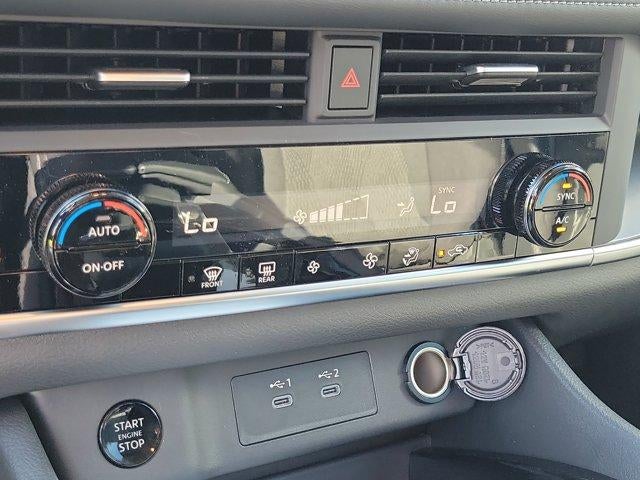 SYNC
Lo
Lo
AUTO
ON·OFF
SYNC
A/C
FRONT
REAR
1
2
START
ENGINE
STOP